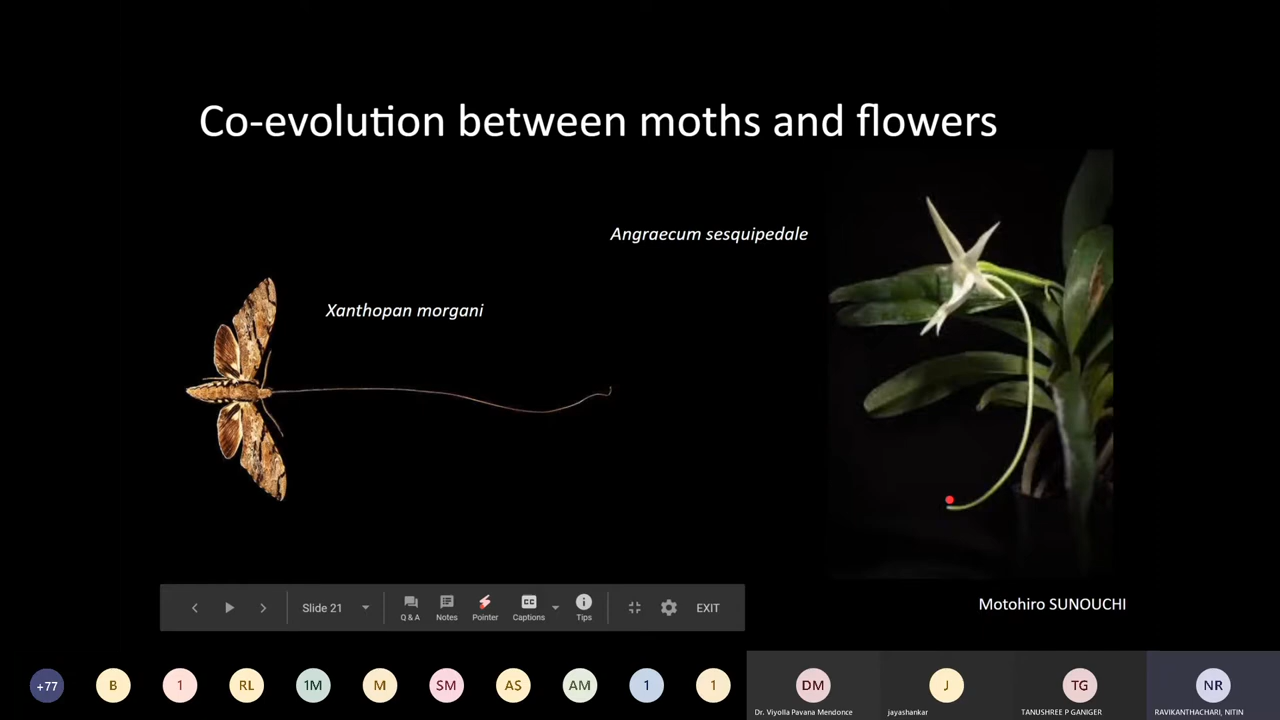 Co-evolution between moths and flowers
Angraecum sesquipedale
Xanthopan morgani
Motohiro SUNOUCHI
Slide 21
Q & A
Notes
Pointer
CC
Captions
Tips
EXIT
+77
B
1
RL
1M
M
SM
AS
AM
1
1
DM
Dr. Viyolla Pavana Mendonce
J
jayashankar
TG
TANUSHREE P GANIGER
NR
RAVIKANTHACHARI, NITIN